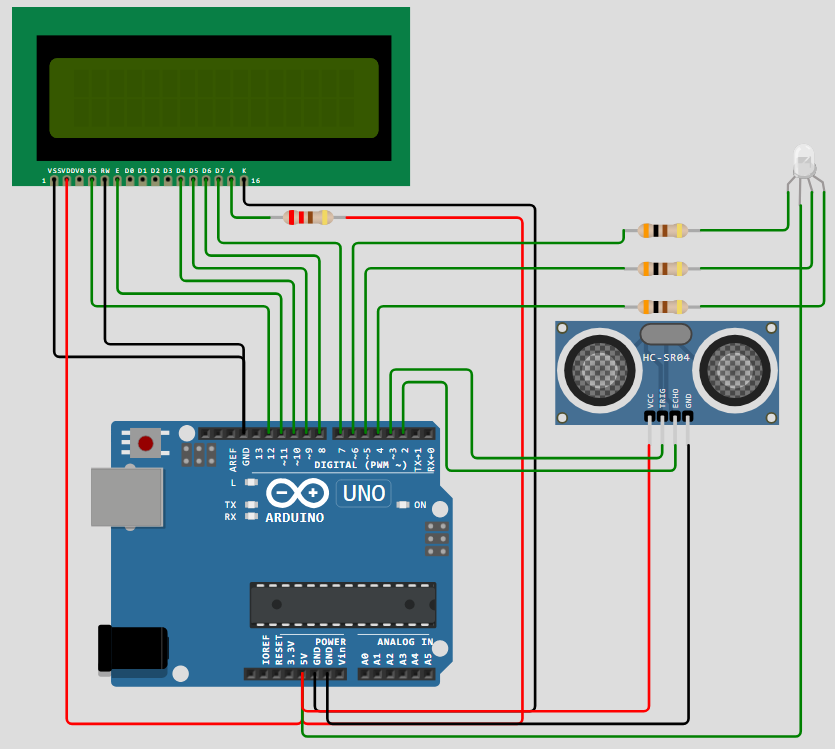 VSS VDD V0 RS RW E D0 D1 D2 D3 D4 D5 D6 D7 A K
1 16
HC-SR04
VCC TRIG ECHO GND
AREF GND 13 12 ~11 ~10 ~9 8 7 ~6 ~5 4 ~3 2 TX→1 RX←0
DIGITAL (PWM ~)
L
UNO
TX ON
RX ARDUINO
POWER ANALOG IN
IOREF RESET 3.3V 5V GND GND Vin A0 A1 A2 A3 A4 A5